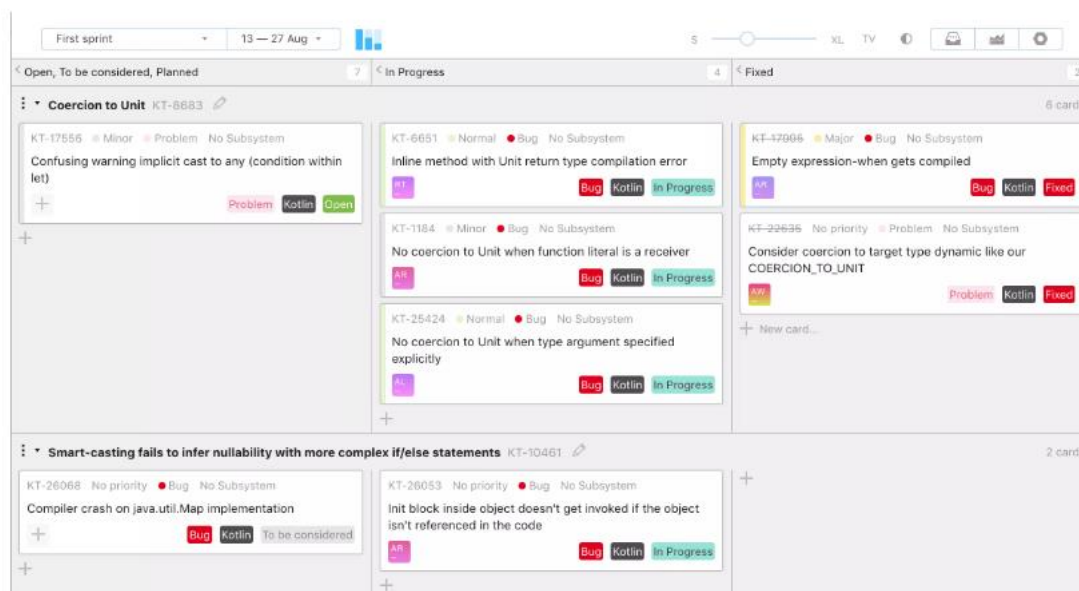 First sprint
13 — 27 Aug
S
XL
TV
Open, To be considered, Planned
7
In Progress
4
Fixed
Coercion to Unit KT-8683
6 card
KT-17556 Minor Problem No Subsystem
Confusing warning implicit cast to any (condition within
let)
Problem Kotlin Open
KT-6651 Normal Bug No Subsystem
Inline method with Unit return type compilation error
Bug Kotlin In Progress
KT-1184 Minor Bug No Subsystem
No coercion to Unit when function literal is a receiver
AR
Bug Kotlin In Progress
KT-25424 Normal Bug No Subsystem
No coercion to Unit when type argument specified
explicitly
AL
Bug Kotlin In Progress
KT-17995 Major Bug No Subsystem
Empty expression-when gets compiled
AR
Bug Kotlin Fixed
KT-22635 No priority Problem No Subsystem
Consider coercion to target type dynamic like our
COERCION_TO_UNIT
AW
Problem Kotlin Fixed
New card...
Smart-casting fails to infer nullability with more complex if/else statements KT-10461
2 card
KT-26068 No priority Bug No Subsystem
Compiler crash on java.util.Map implementation
Bug Kotlin To be considered
KT-26053 No priority Bug No Subsystem
Init block inside object doesn't get invoked if the object
isn't referenced in the code
AR
Bug Kotlin In Progress